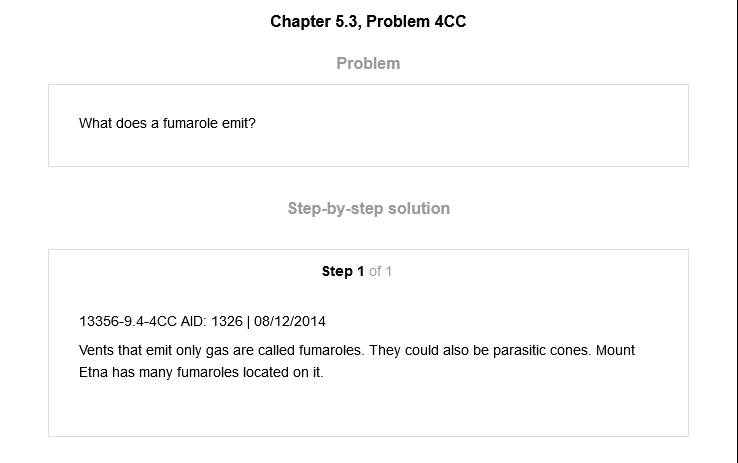 Chapter 5.3, Problem 4CC
Problem
What does a fumarole emit?
Step-by-step solution
Step 1 of 1
13356-9.4-4CC AID: 1326 | 08/12/2014
Vents that emit only gas are called fumaroles. They could also be parasitic cones. Mount
Etna has many fumaroles located on it.